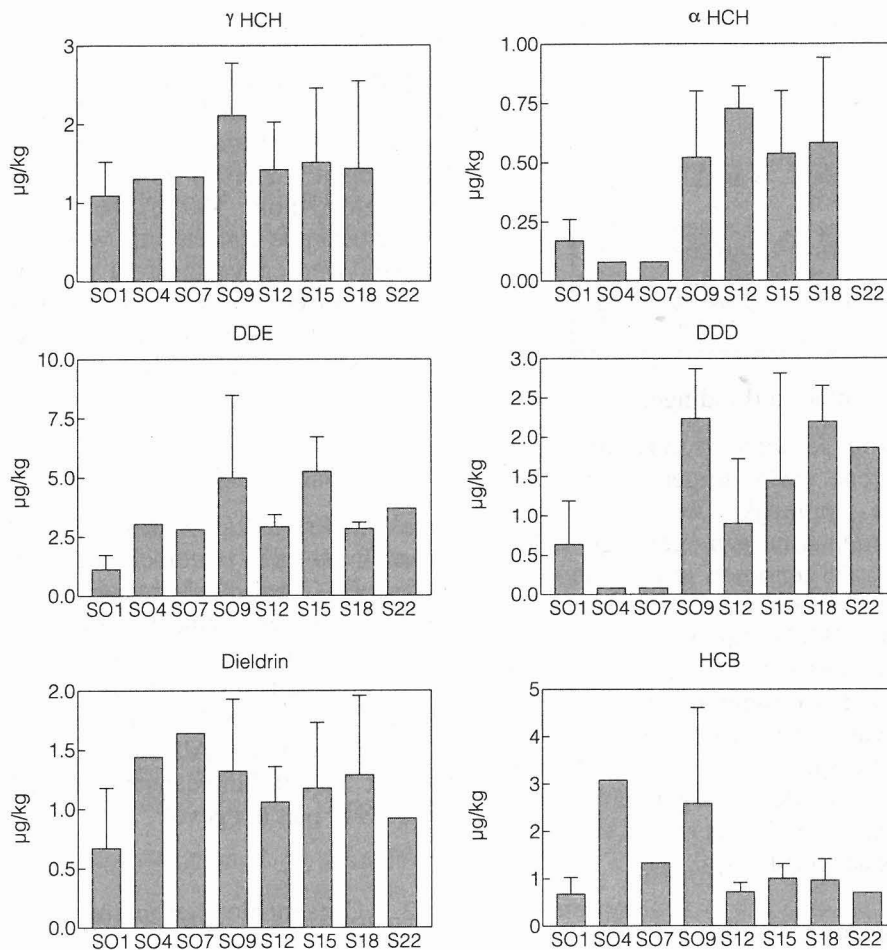 γ HCH
µg/kg
3
2
1
0
SO1 SO4 SO7 SO9 S12 S15 S18 S22
α HCH
µg/kg
1.00
0.75
0.50
0.25
0.00
SO1 SO4 SO7 SO9 S12 S15 S18 S22
DDE
µg/kg
10.0
7.5
5.0
2.5
0.0
SO1 SO4 SO7 SO9 S12 S15 S18 S22
DDD
µg/kg
3.0
2.5
2.0
1.5
1.0
0.5
0.0
SO1 SO4 SO7 SO9 S12 S15 S18 S22
Dieldrin
µg/kg
2.0
1.5
1.0
0.5
0.0
SO1 SO4 SO7 SO9 S12 S15 S18 S22
HCB
µg/kg
5
4
3
2
1
0
SO1 SO4 SO7 SO9 S12 S15 S18 S22